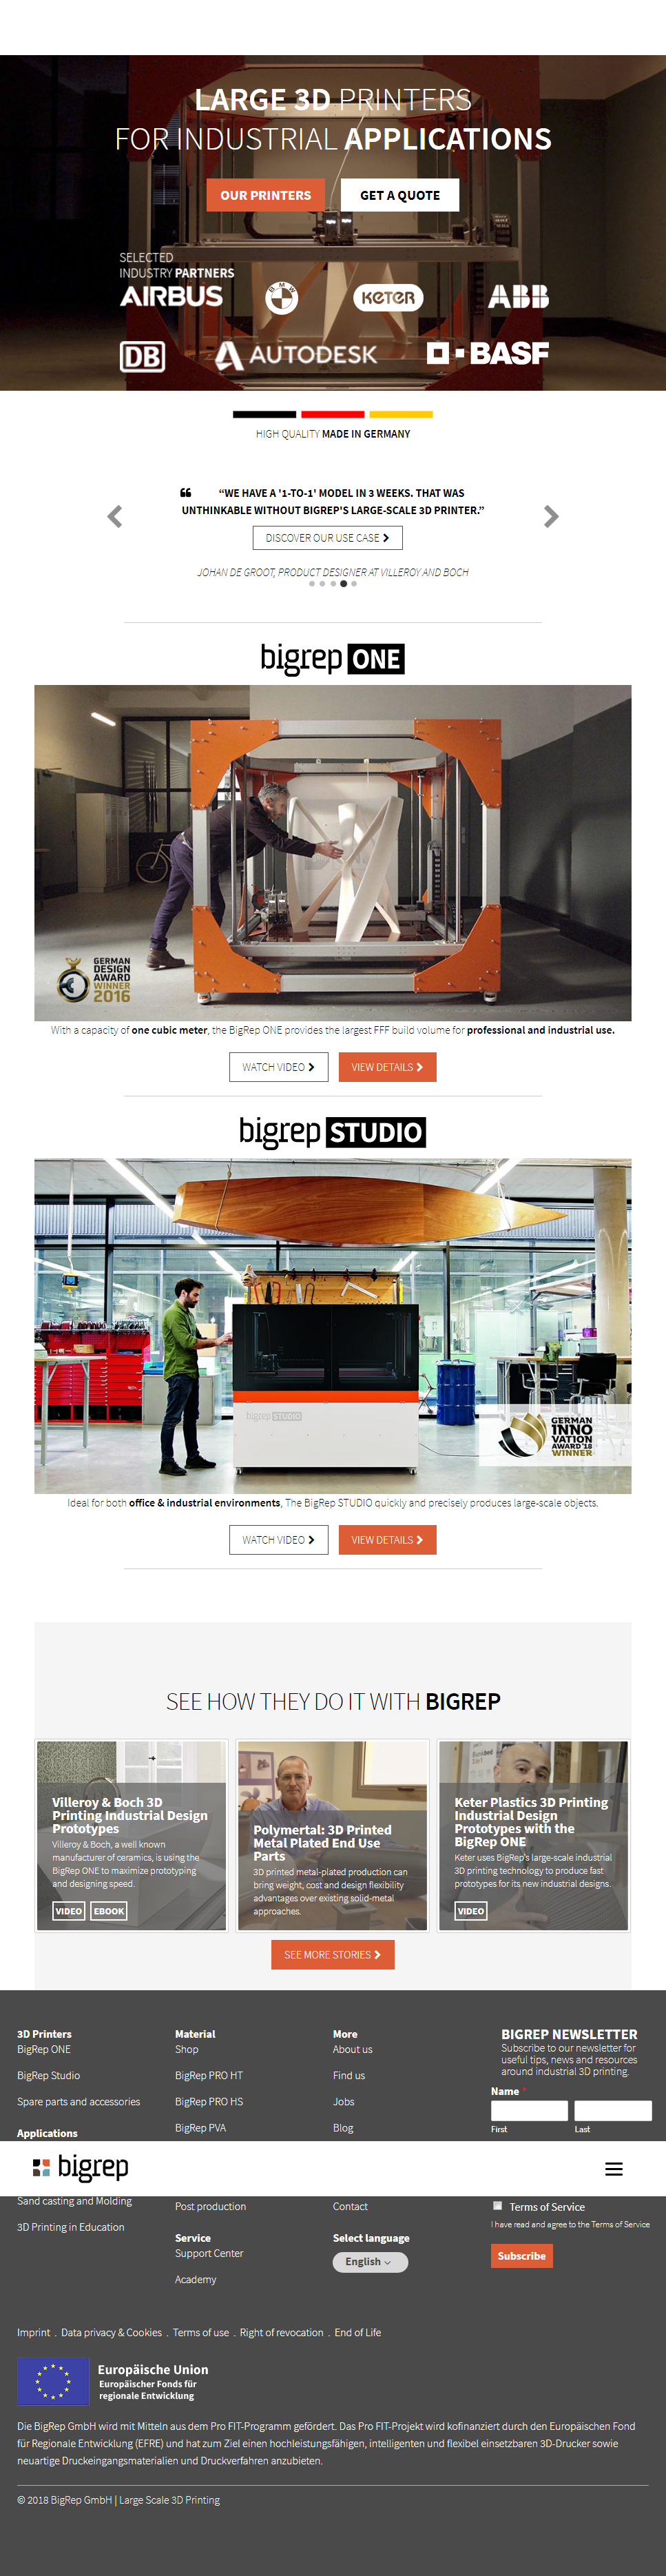 LARGE 3D PRINTERS
FOR INDUSTRIAL APPLICATIONS
OUR PRINTERS
GET A QUOTE
SELECTED
INDUSTRY PARTNERS
AIRBUS
BMW
KETER
ABB
DB
AUTODESK
BASF
HIGH QUALITY MADE IN GERMANY
“WE HAVE A '1-TO-1' MODEL IN 3 WEEKS. THAT WAS
UNTHINKABLE WITHOUT BIGREP'S LARGE-SCALE 3D PRINTER.”
DISCOVER OUR USE CASE
JOHAN DE GROOT, PRODUCT DESIGNER AT VILLEROY AND BOCH
bigrep ONE
GERMAN
DESIGN
AWARD
WINNER
2016
With a capacity of one cubic meter, the BigRep ONE provides the largest FFF build volume for professional and industrial use.
WATCH VIDEO
VIEW DETAILS
bigrep STUDIO
bigrep STUDIO
GERMAN
INNO
VATION
AWARD '18
WINNER
Ideal for both office & industrial environments, The BigRep STUDIO quickly and precisely produces large-scale objects.
WATCH VIDEO
VIEW DETAILS
SEE HOW THEY DO IT WITH BIGREP
Villeroy & Boch 3D
Printing Industrial Design
Prototypes
Villeroy & Boch, a well known
manufacturer of ceramics, is using the
BigRep ONE to maximize prototyping
and designing speed.
VIDEO
EBOOK
Polymertal: 3D Printed
Metal Plated End Use
Parts
3D printed metal-plated production can
bring weight, cost and design flexibility
advantages over existing solid-metal
approaches.
Keter Plastics 3D Printing
Industrial Design
Prototypes with the
BigRep ONE
Keter uses BigRep's large-scale industrial
3D printing technology to produce fast
prototypes for its new industrial designs.
VIDEO
SEE MORE STORIES
3D Printers
BigRep ONE
BigRep Studio
Spare parts and accessories
Applications
Material
Shop
BigRep PRO HT
BigRep PRO HS
BigRep PVA
More
About us
Find us
Jobs
Blog
BIGREP NEWSLETTER
Subscribe to our newsletter for
useful tips, news and resources
around industrial 3D printing.
Name *
First
Last
bigrep
Sand casting and Molding
3D Printing in Education
Post production
Service
Support Center
Academy
Contact
Select language
English
Terms of Service
I have read and agree to the Terms of Service
Subscribe
Imprint . Data privacy & Cookies . Terms of use . Right of revocation . End of Life
Europäische Union
Europäischer Fonds für
regionale Entwicklung
Die BigRep GmbH wird mit Mitteln aus dem Pro FIT-Programm gefördert. Das Pro FIT-Projekt wird kofinanziert durch den Europäischen Fond
für Regionale Entwicklung (EFRE) und hat zum Ziel einen hochleistungsfähigen, intelligenten und flexibel einsetzbaren 3D-Drucker sowie
neuartige Druckeingangsmaterialien und Druckverfahren anzubieten.
© 2018 BigRep GmbH | Large Scale 3D Printing